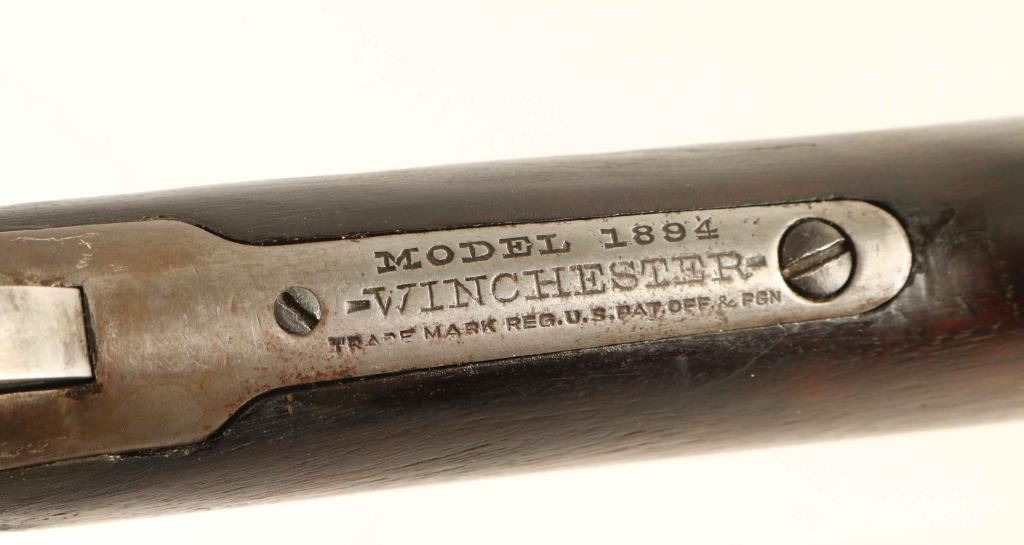 MODEL 1894
-WINCHESTER-
TRADE MARK REG. U.S. PAT. OFF. & FGN